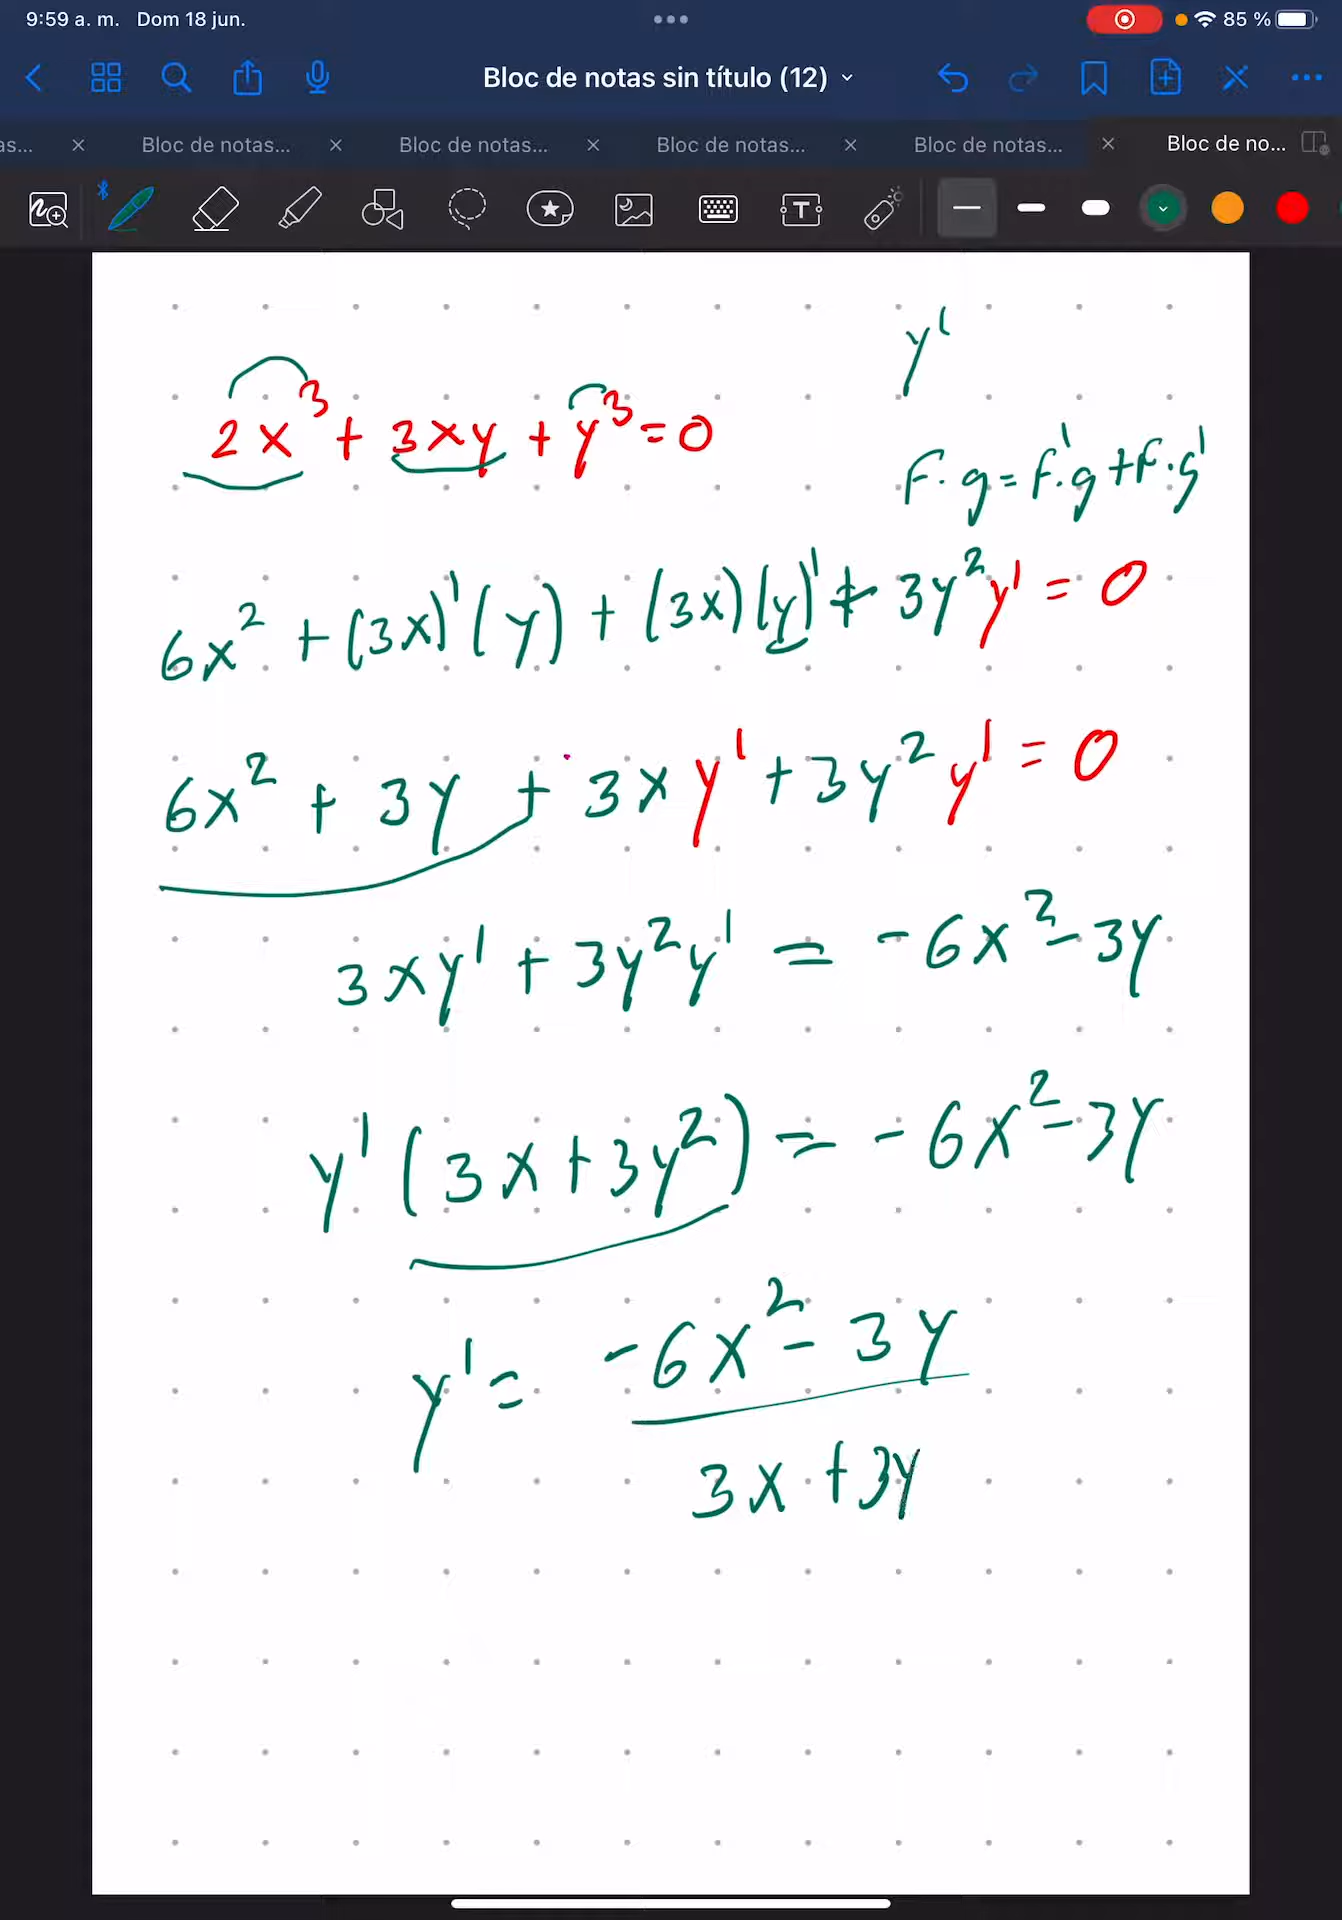 9:59 a. m. Dom 18 jun. 85 %
Bloc de notas sin título (12)
as... Bloc de notas... Bloc de notas... Bloc de notas... Bloc de notas... Bloc de no...
T
y'
2x³ + 3xy + y³ = 0
F·g = F'·g + F·g'
6x² + (3x)'(y) + (3x)(y)' + 3y²y' = 0
6x² + 3y + 3xy' + 3y²y' = 0
3xy' + 3y²y' = -6x² - 3y
y'(3x + 3y²) = -6x² - 3y
y' = -6x² - 3y
3x + 3y